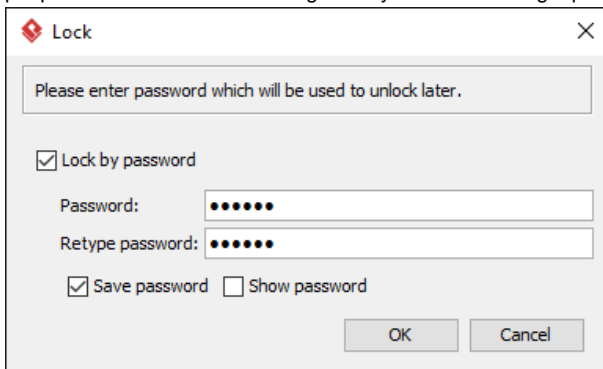 Lock
Please enter password which will be used to unlock later.
Lock by password
Password: ●●●●●●
Retype password: ●●●●●●
Save password Show password
OK Cancel